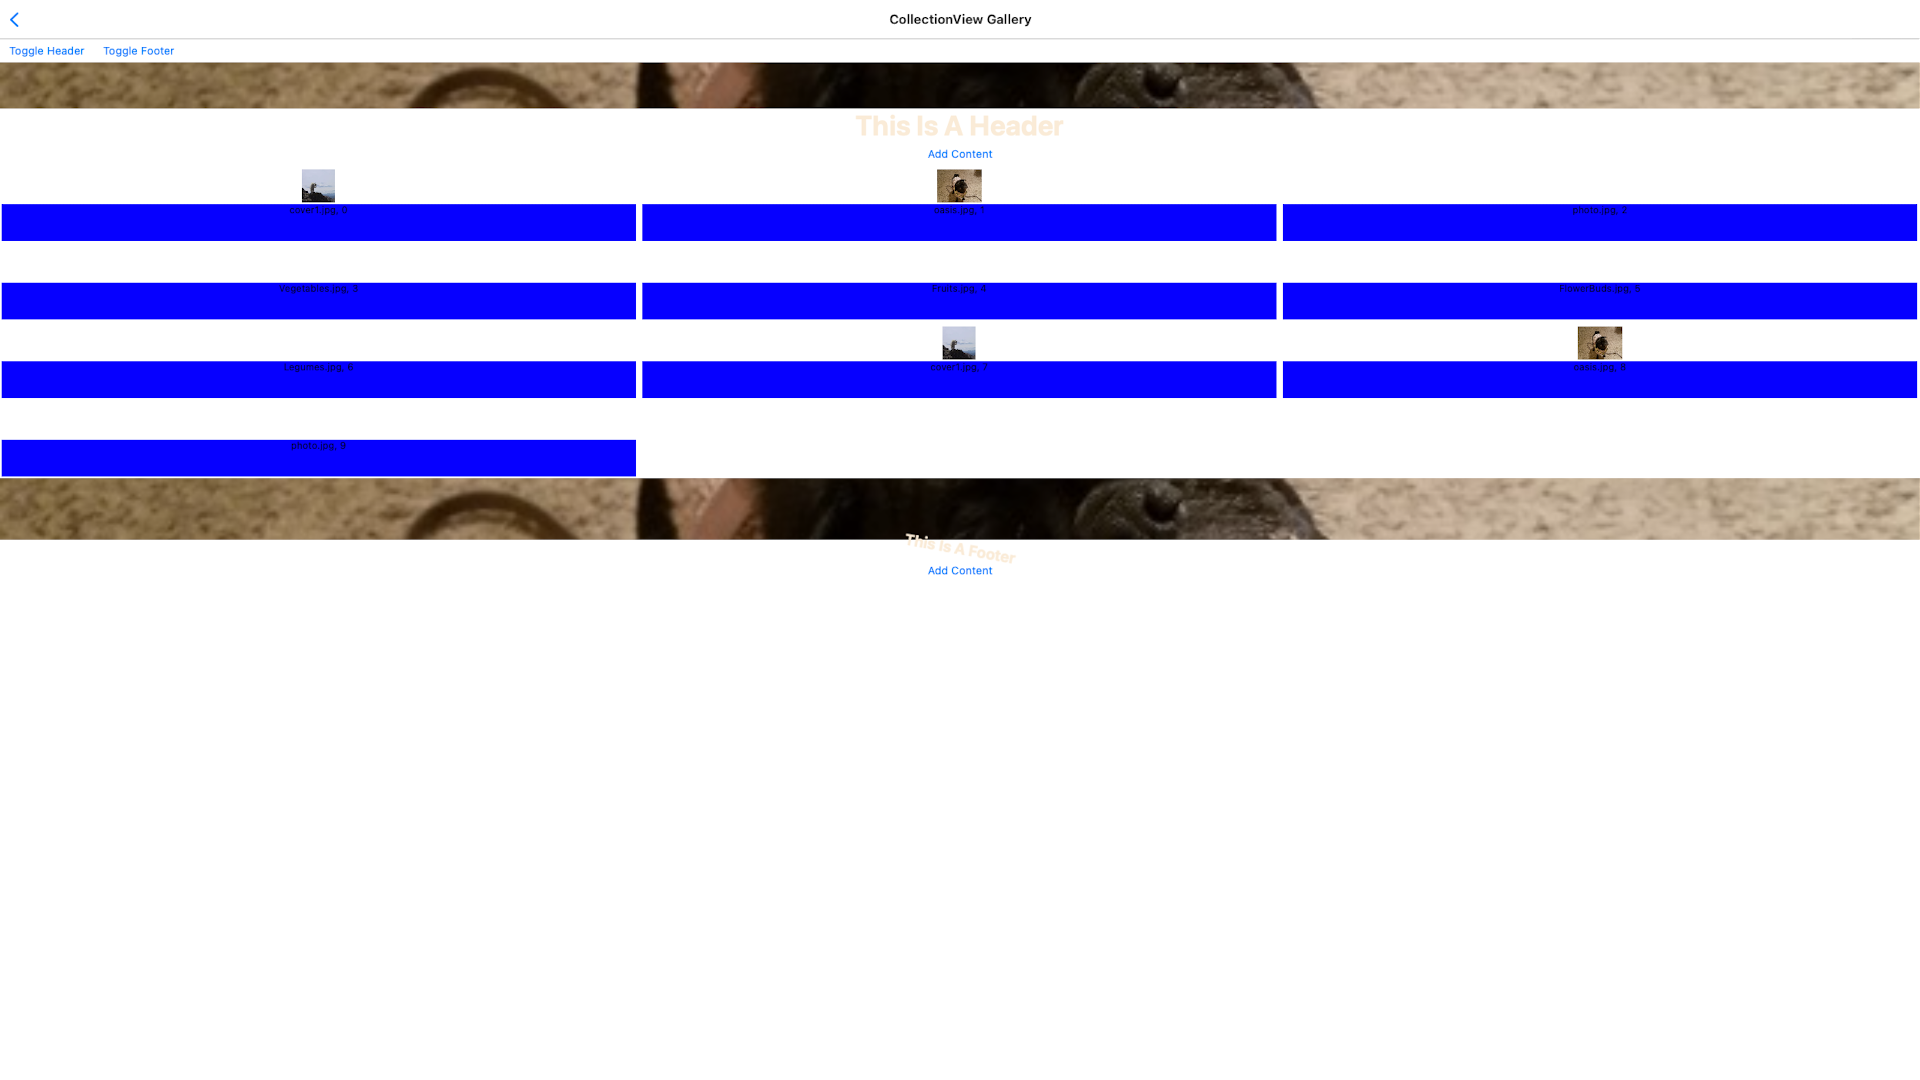 CollectionView Gallery
Toggle Header Toggle Footer
This Is A Header
Add Content
cover1.jpg, 0 oasis.jpg, 1 photo.jpg, 2
Vegetables.jpg, 3 Fruits.jpg, 4 FlowerBuds.jpg, 5
Legumes.jpg, 6 cover1.jpg, 7 oasis.jpg, 8
photo.jpg, 9
This Is A Footer
Add Content